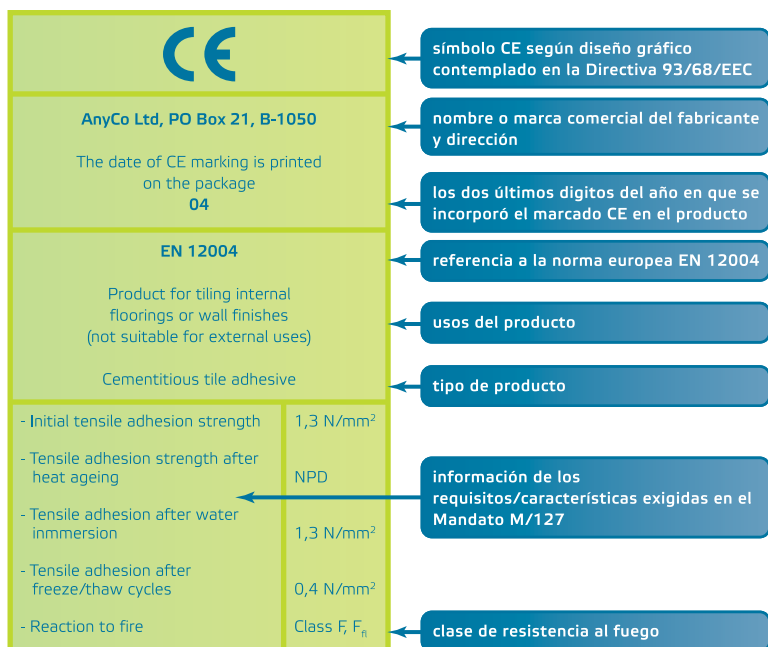 CE
símbolo CE según diseño gráfico
contemplado en la Directiva 93/68/EEC
AnyCo Ltd, PO Box 21, B-1050
nombre o marca comercial del fabricante
y dirección
The date of CE marking is printed
on the package
04
los dos últimos digitos del año en que se
incorporó el marcado CE en el producto
EN 12004
referencia a la norma europea EN 12004
Product for tiling internal
floorings or wall finishes
(not suitable for external uses)
usos del producto
Cementitious tile adhesive
tipo de producto
- Initial tensile adhesion strength 1,3 N/mm²
- Tensile adhesion strength after
heat ageing NPD
- Tensile adhesion after water
inmmersion 1,3 N/mm²
- Tensile adhesion after
freeze/thaw cycles 0,4 N/mm²
información de los
requisitos/características exigidas en el
Mandato M/127
- Reaction to fire Class F, Ffl
clase de resistencia al fuego